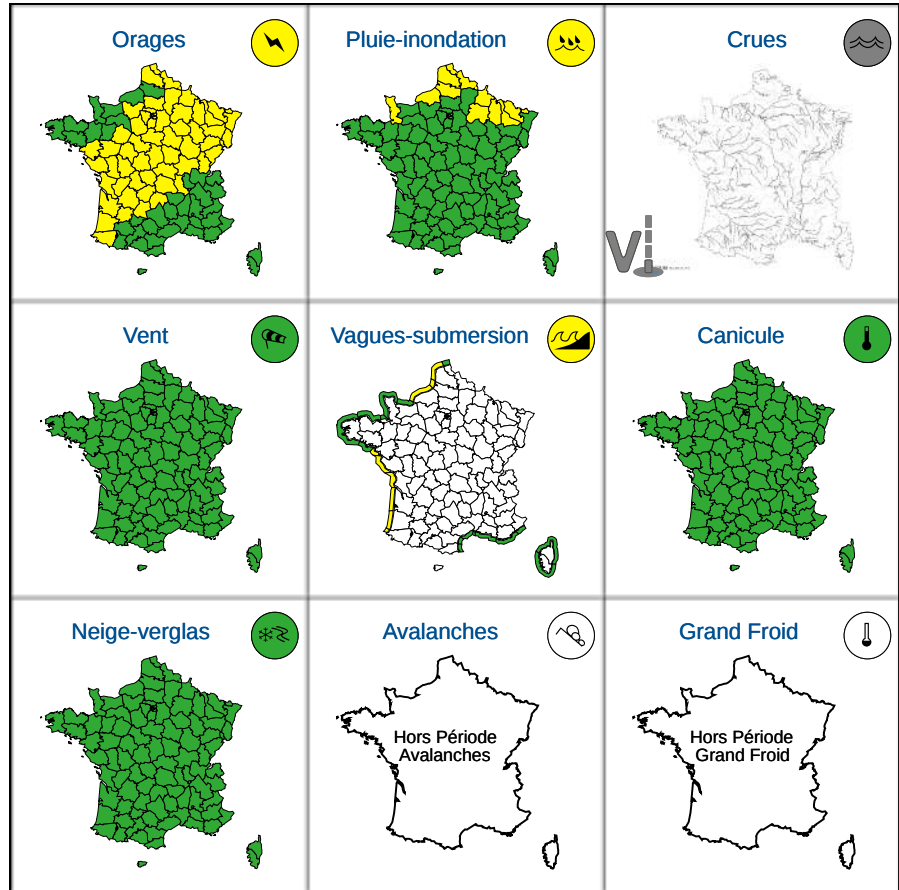 Orages
Pluie-inondation
Crues
Vi
Vent
Vagues-submersion
Canicule
Neige-verglas
Avalanches
Grand Froid
Hors Période
Avalanches
Hors Période
Grand Froid